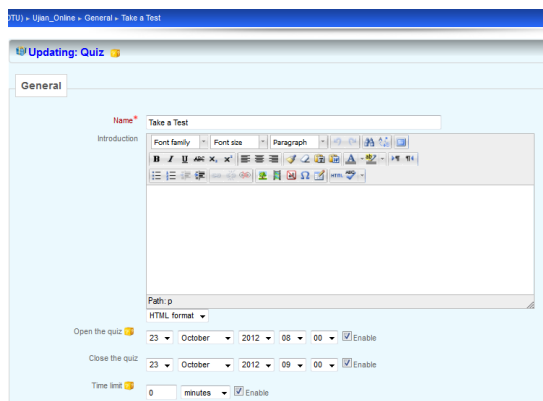 OTU) ▸ Ujian_Online ▸ General ▸ Take a Test
Updating: Quiz
General
Name* Take a Test
Introduction
Font family Font size Paragraph
B I U ABC x, x²
HTML
Path: p
HTML format
Open the quiz 23 October 2012 08 00 Enable
Close the quiz 23 October 2012 09 00 Enable
Time limit 0 minutes Enable